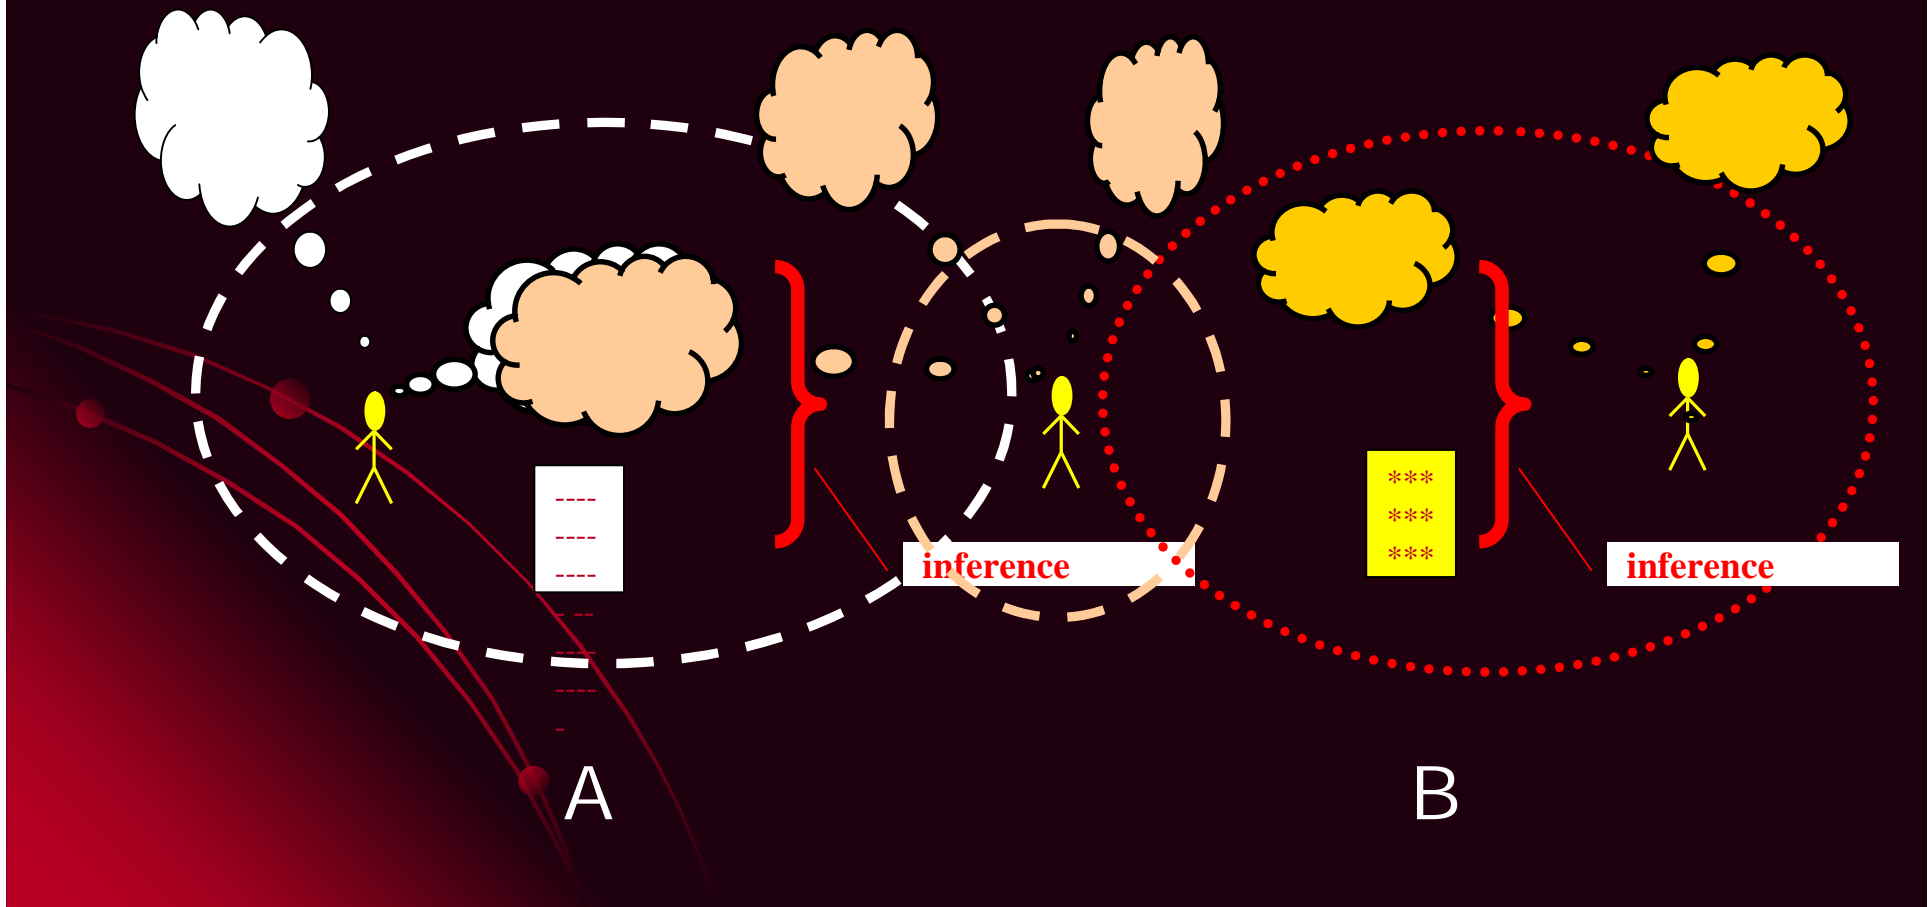 ----
----
----
- --
----
----
-
inference
A
***
***
***
inference
B